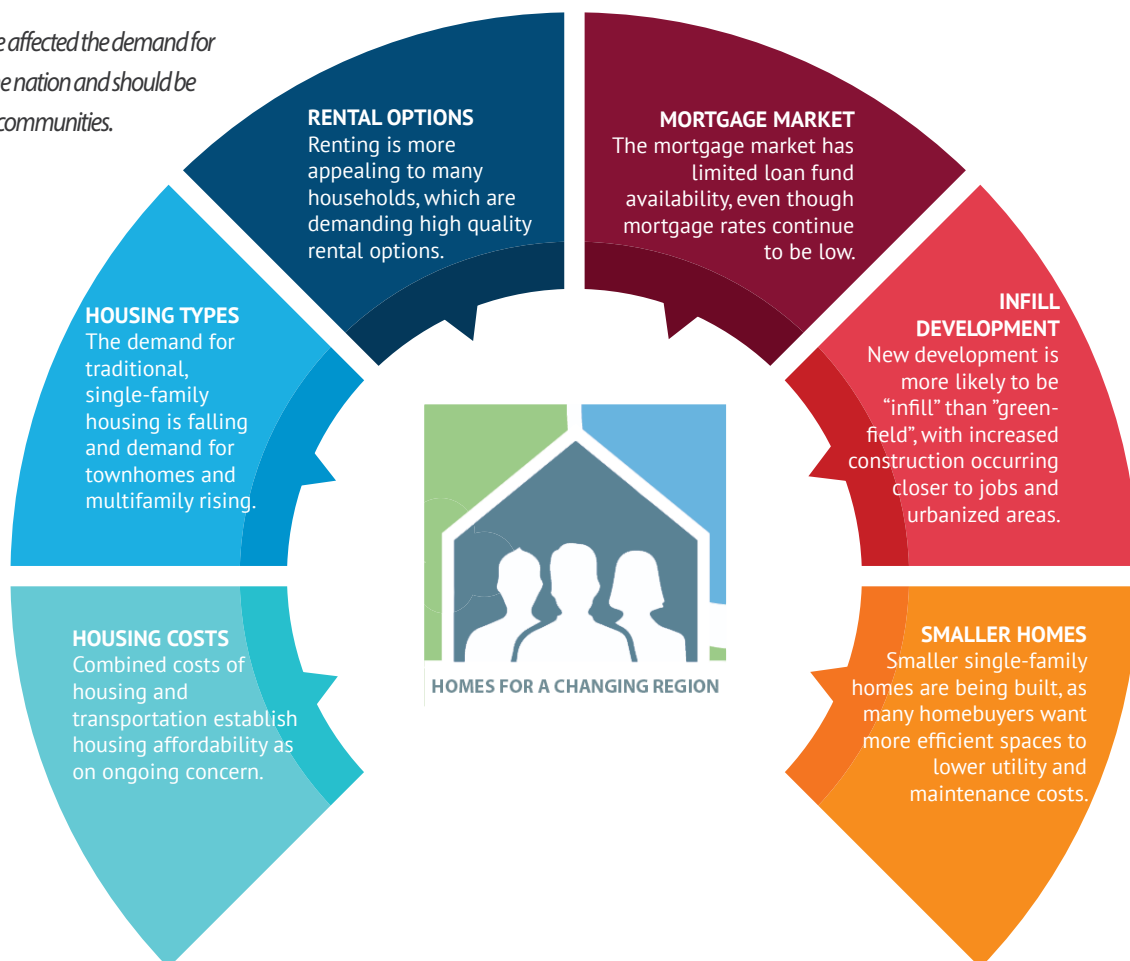 e affected the demand for
e nation and should be
communities.
RENTAL OPTIONS
Renting is more
appealing to many
households, which are
demanding high quality
rental options.
MORTGAGE MARKET
The mortgage market has
limited loan fund
availability, even though
mortgage rates continue
to be low.
HOUSING TYPES
The demand for
traditional,
single-family
housing is falling
and demand for
townhomes and
multifamily rising.
INFILL
DEVELOPMENT
New development is
more likely to be
“infill” than ”green-
field”, with increased
construction occurring
closer to jobs and
urbanized areas.
HOUSING COSTS
Combined costs of
housing and
transportation establish
housing affordability as
on ongoing concern.
SMALLER HOMES
Smaller single-family
homes are being built, as
many homebuyers want
more efficient spaces to
lower utility and
maintenance costs.
HOMES FOR A CHANGING REGION